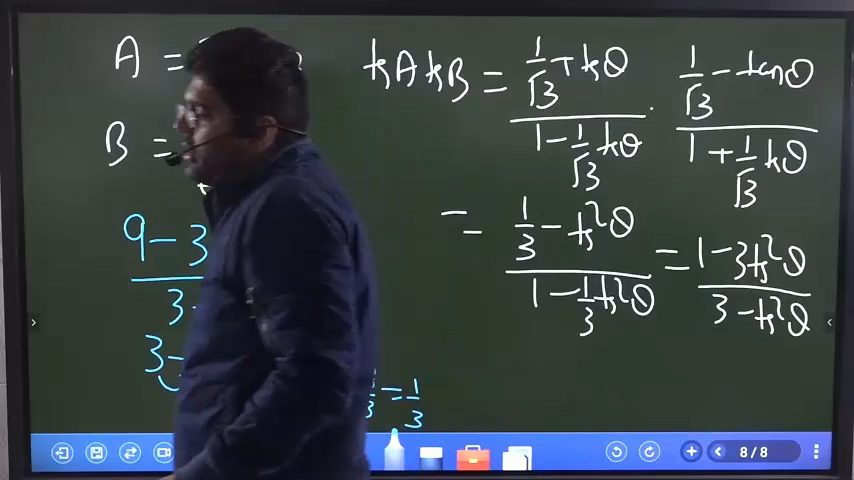 A =
B =
tA tB = (1/√3 + tθ)/(1 − 1/√3 tθ) · (1/√3 − tanθ)/(1 + 1/√3 tθ)
= (1/3 − t²θ)/(1 − 1/3 t²θ) = (1 − 3t²θ)/(3 − t²θ)
9 − 3
3 −
3 −
= 1/3
8/8